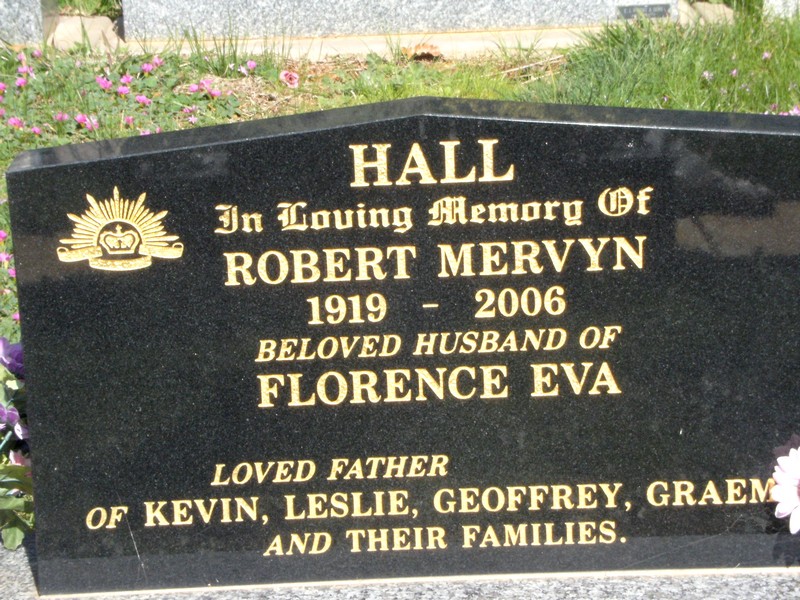 HALL
In Loving Memory Of
ROBERT MERVYN
1919 - 2006
BELOVED HUSBAND OF
FLORENCE EVA
LOVED FATHER
OF KEVIN, LESLIE, GEOFFREY, GRAEM
AND THEIR FAMILIES.